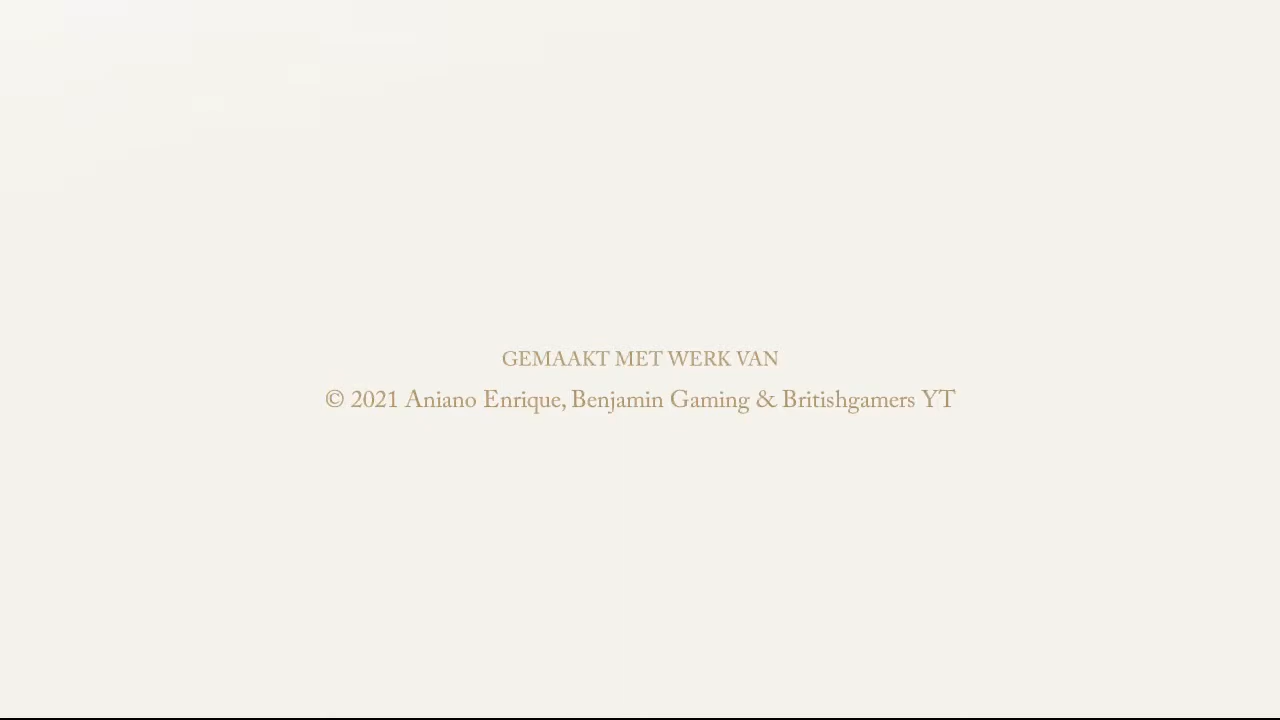 GEMAAKT MET WERK VAN
© 2021 Aniano Enrique, Benjamin Gaming & Britishgamers YT